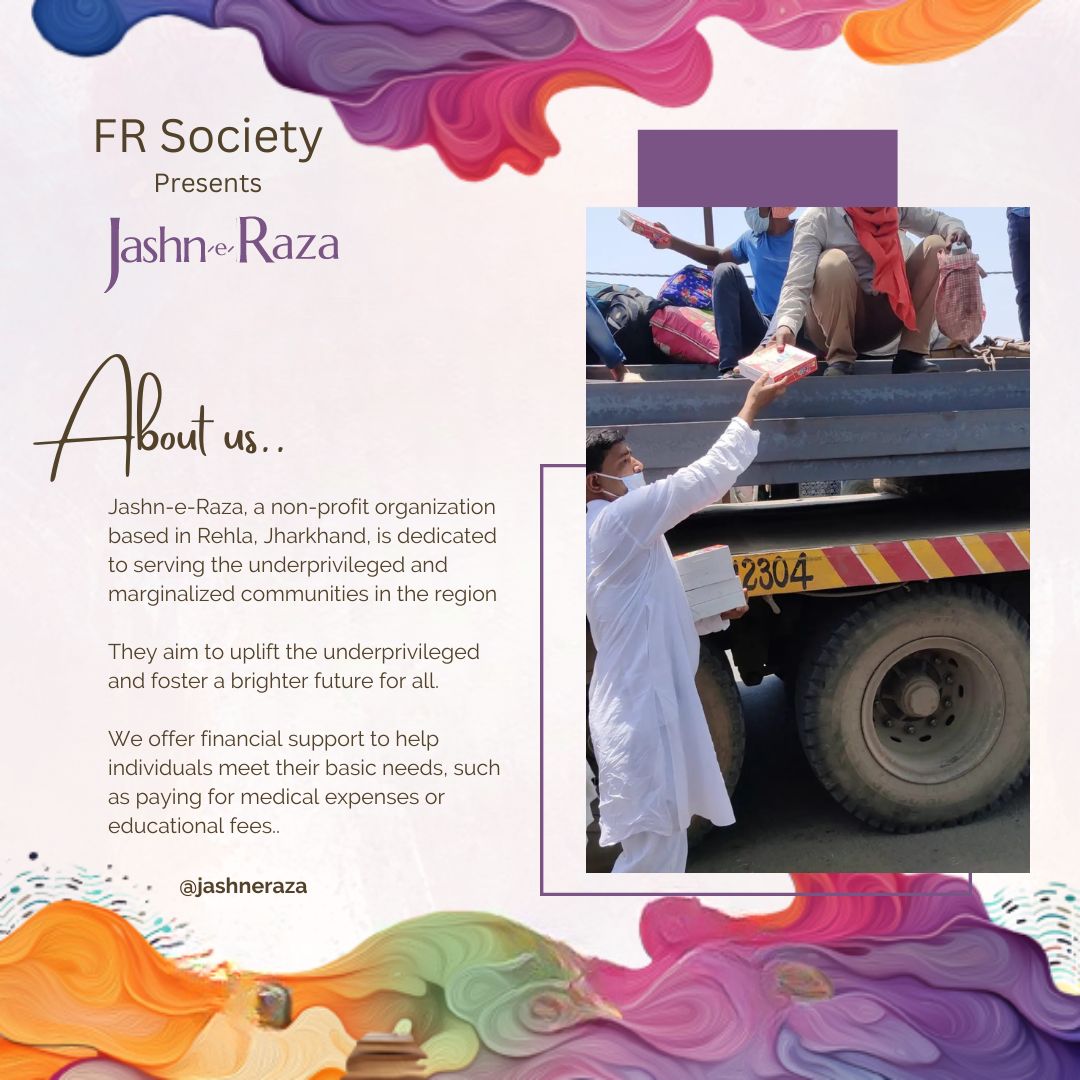 FR Society
Presents
Jashn-e-Raza
About us..
Jashn-e-Raza, a non-profit organization
based in Rehla, Jharkhand, is dedicated
to serving the underprivileged and
marginalized communities in the region
They aim to uplift the underprivileged
and foster a brighter future for all.
We offer financial support to help
individuals meet their basic needs, such
as paying for medical expenses or
educational fees..
@jashneraza
2304